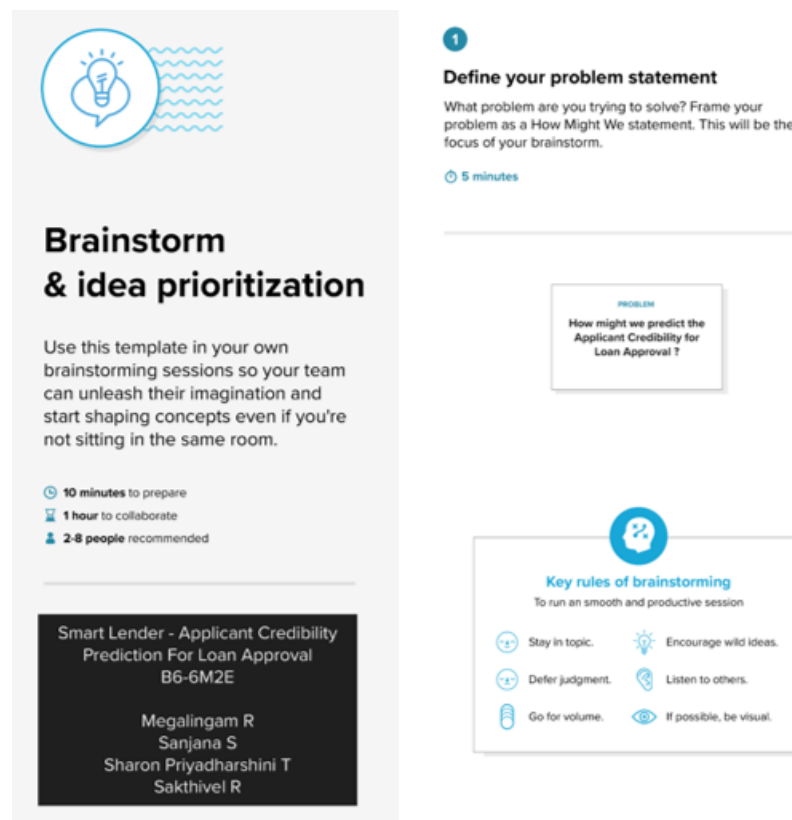 Brainstorm
& idea prioritization
Use this template in your own
brainstorming sessions so your team
can unleash their imagination and
start shaping concepts even if you're
not sitting in the same room.
10 minutes to prepare
1 hour to collaborate
2-8 people recommended
Smart Lender - Applicant Credibility
Prediction For Loan Approval
B6-6M2E
Megalingam R
Sanjana S
Sharon Priyadharshini T
Sakthivel R
1
Define your problem statement
What problem are you trying to solve? Frame your
problem as a How Might We statement. This will be the
focus of your brainstorm.
5 minutes
PROBLEM
How might we predict the
Applicant Credibility for
Loan Approval ?
Key rules of brainstorming
To run an smooth and productive session
Stay in topic.
Encourage wild ideas.
Defer judgment.
Listen to others.
Go for volume.
If possible, be visual.